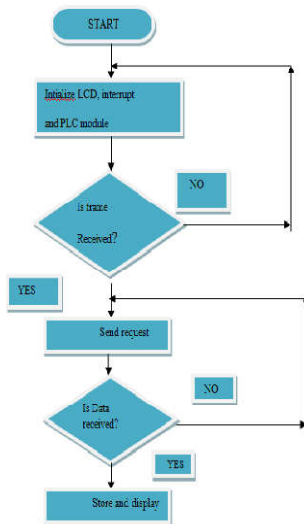 START
Intialize LCD, interrupt
and PLC module
NO
Is frame
Received?
YES
Send request
NO
Is Data
received?
YES
Store and display